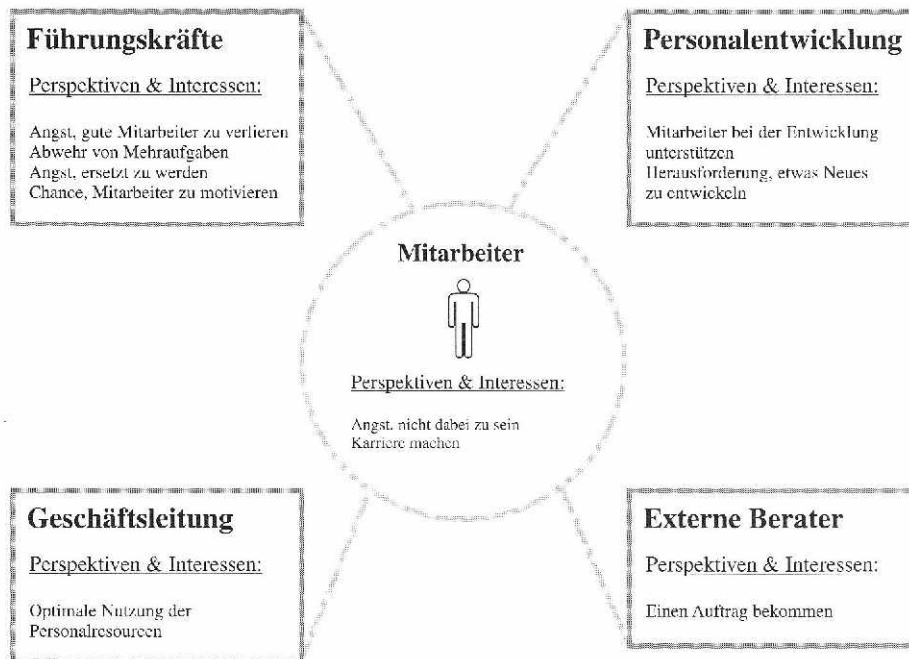 Führungskräfte
Perspektiven & Interessen:
Angst, gute Mitarbeiter zu verlieren
Abwehr von Mehraufgaben
Angst, ersetzt zu werden
Chance, Mitarbeiter zu motivieren
Personalentwicklung
Perspektiven & Interessen:
Mitarbeiter bei der Entwicklung
unterstützen
Herausforderung, etwas Neues
zu entwickeln
Mitarbeiter
Perspektiven & Interessen:
Angst, nicht dabei zu sein
Karriere machen
Geschäftsleitung
Perspektiven & Interessen:
Optimale Nutzung der
Personalresourcen
Externe Berater
Perspektiven & Interessen:
Einen Auftrag bekommen